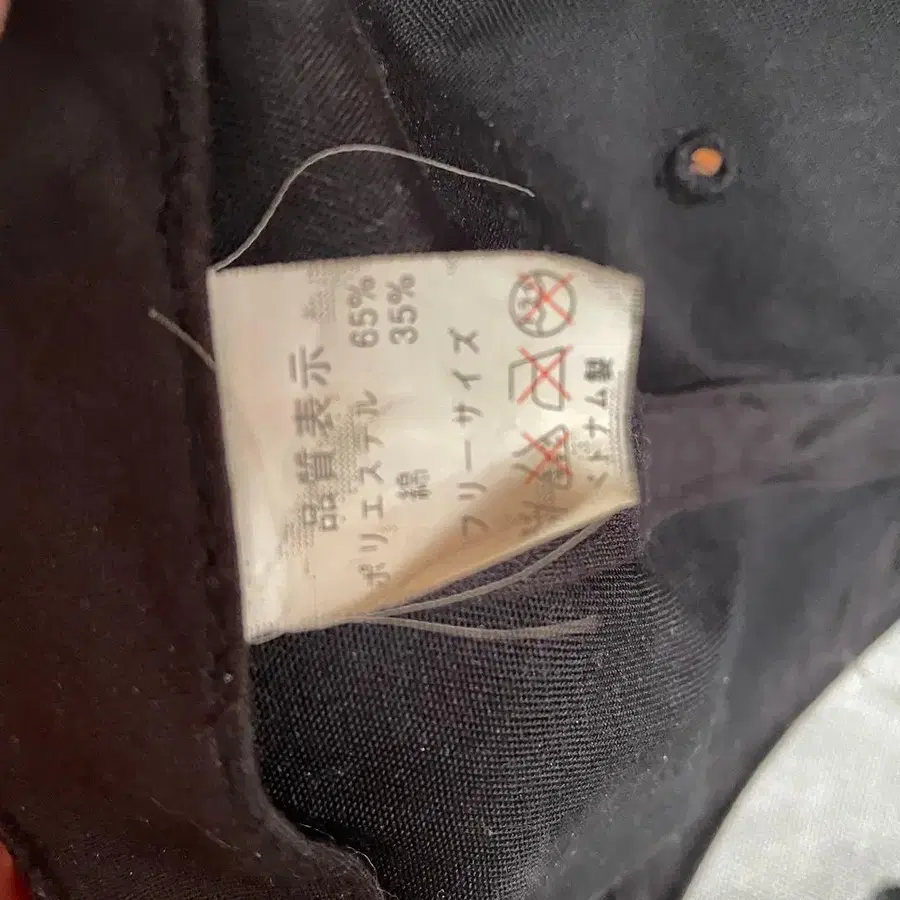 品質表示
ポリエステル 65%
綿 35%
フリーサイズ
トナム製